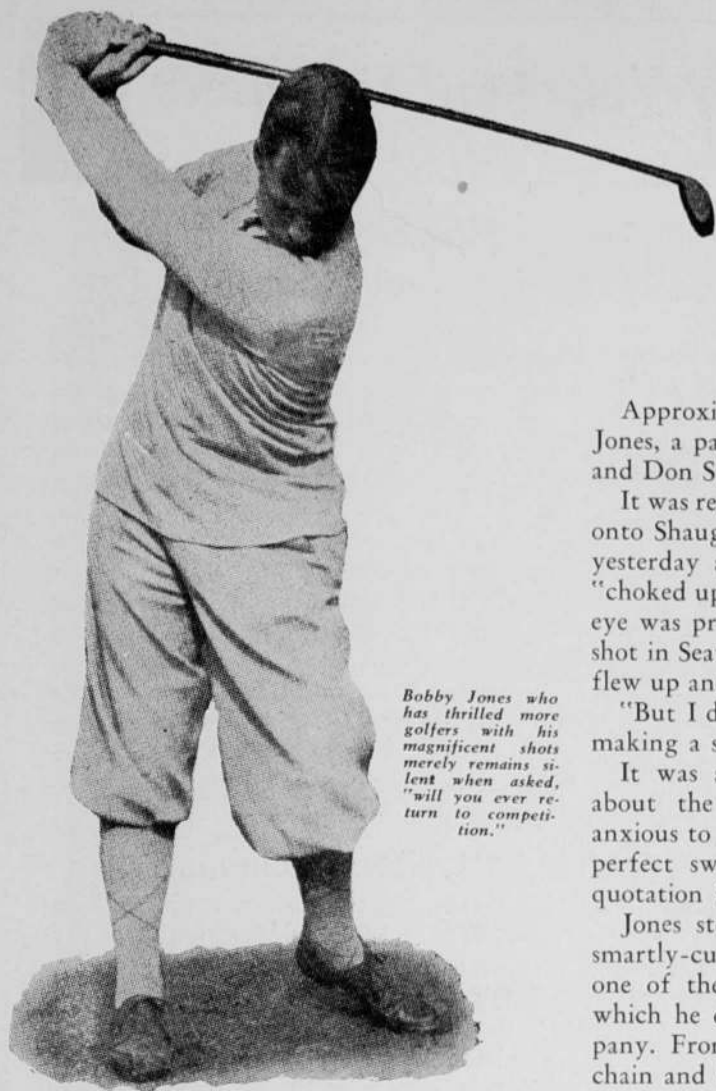 Bobby Jones who
has thrilled more
golfers with his
magnificent shots
merely remains si-
lent when asked,
"will you ever re-
turn to competi-
tion."
Approxi
Jones, a pa
and Don S
It was re
onto Shaug
yesterday a
"choked up
eye was pr
shot in Sea
flew up an
"But I d
making a s
It was a
about the
anxious to
perfect sw
quotation
Jones st
smartly-cu
one of the
which he c
pany. Fron
chain and